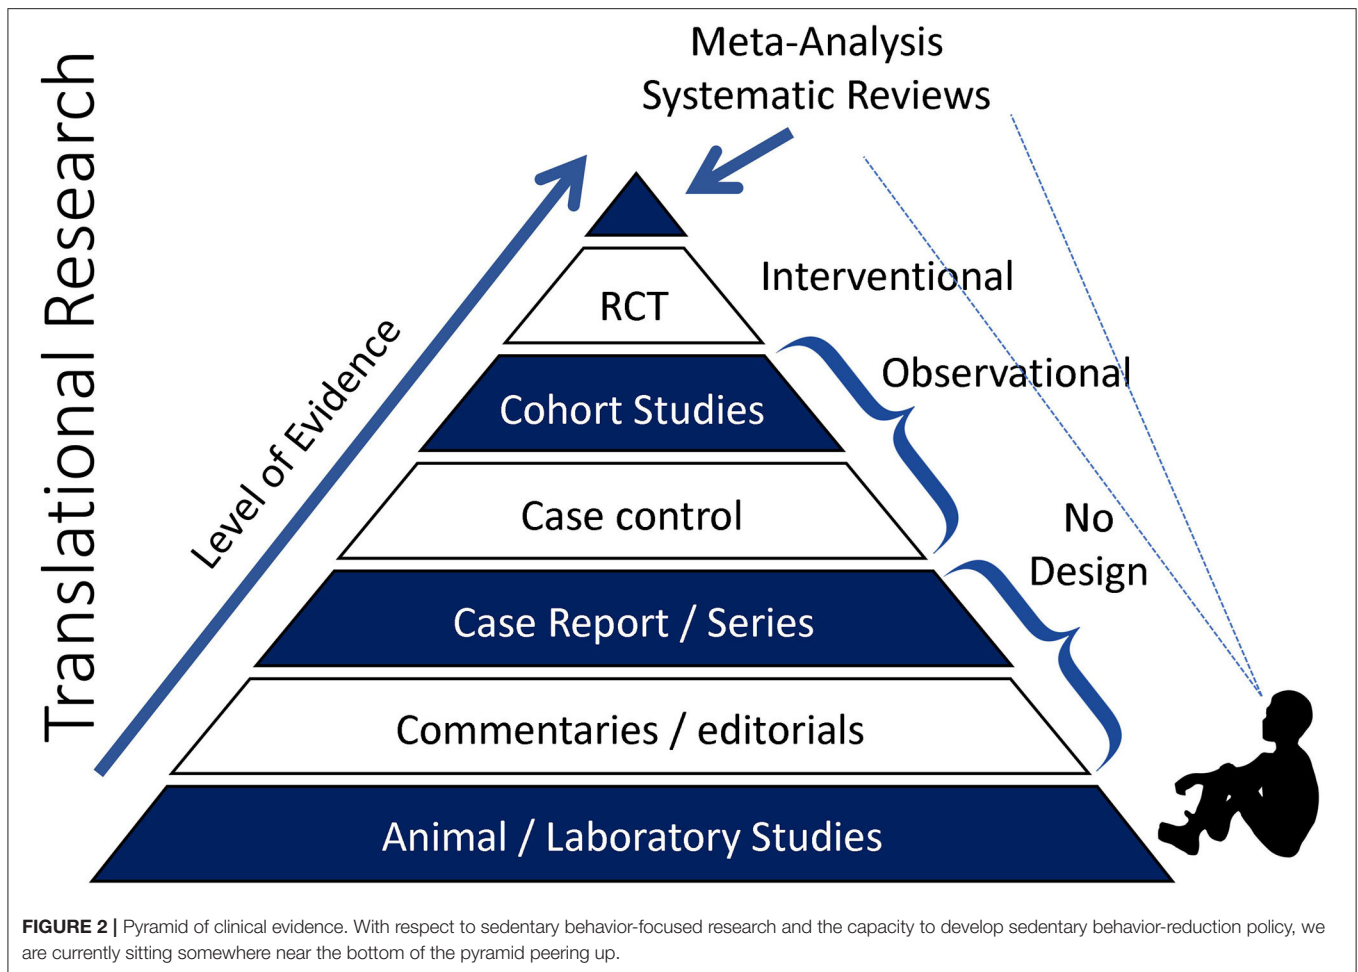 Translational Research
Meta-Analysis
Systematic Reviews
Level of Evidence
Interventional
RCT
Observational
Cohort Studies
Case control
No
Design
Case Report / Series
Commentaries / editorials
Animal / Laboratory Studies
FIGURE 2 | Pyramid of clinical evidence. With respect to sedentary behavior-focused research and the capacity to develop sedentary behavior-reduction policy, we
are currently sitting somewhere near the bottom of the pyramid peering up.